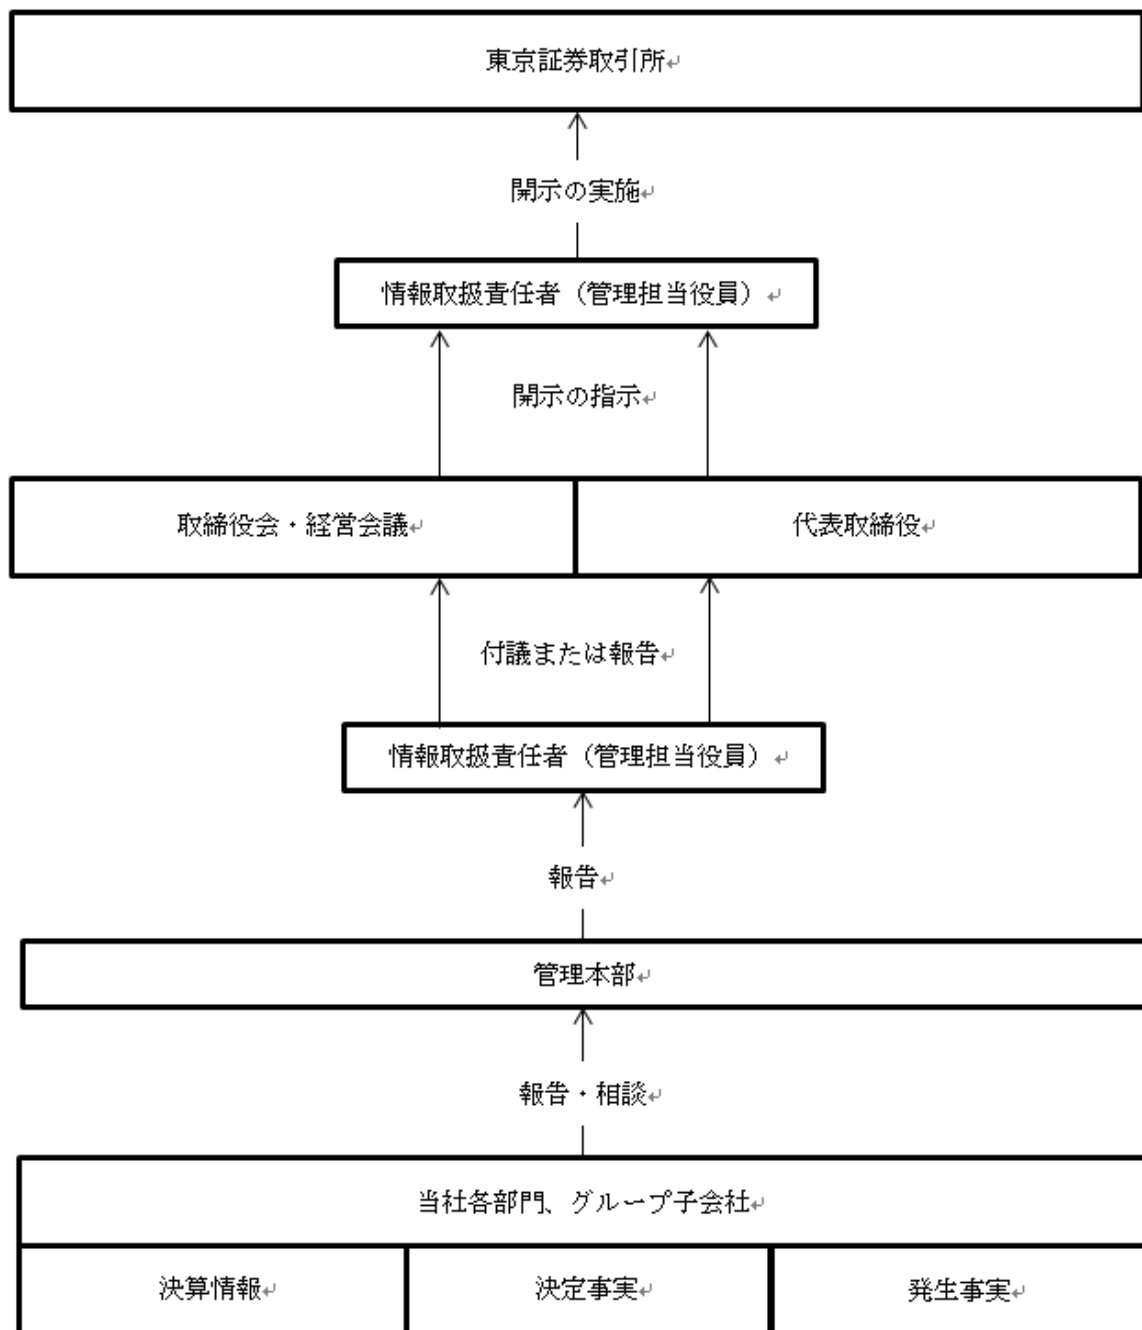 東京証券取引所
開示の実施
情報取扱責任者（管理担当役員）
開示の指示
取締役会・経営会議
代表取締役
付議または報告
情報取扱責任者（管理担当役員）
報告
管理本部
報告・相談
当社各部門、グループ子会社
決算情報
決定事実
発生事実